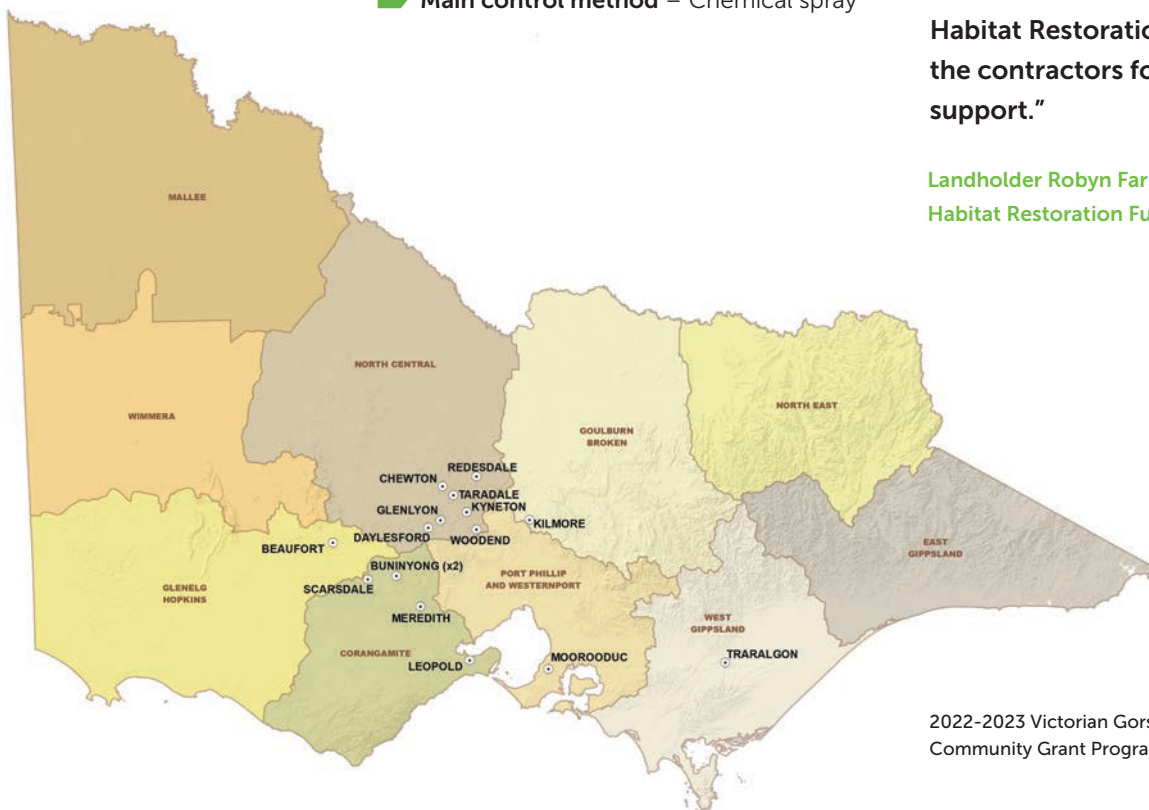 Main control method – Chemical spray
Habitat Restoratio
the contractors fo
support.”
Landholder Robyn Far
Habitat Restoration Fu
MALLEE
NORTH CENTRAL
WIMMERA
NORTH EAST
GOULBURN
BROKEN
REDESDALE
CHEWTON
TARADALE
KYNETON
GLENLYON
KILMORE
DAYLESFORD
WOODEND
BEAUFORT
EAST
GIPPSLAND
BUNINYONG (x2)
PORT PHILLIP
AND WESTERNPORT
SCARSDALE
GLENELG
HOPKINS
MEREDITH
WEST
GIPPSLAND
CORANGAMITE
LEOPOLD
MOOROODUC
TRARALGON
2022-2023 Victorian Gors
Community Grant Progra